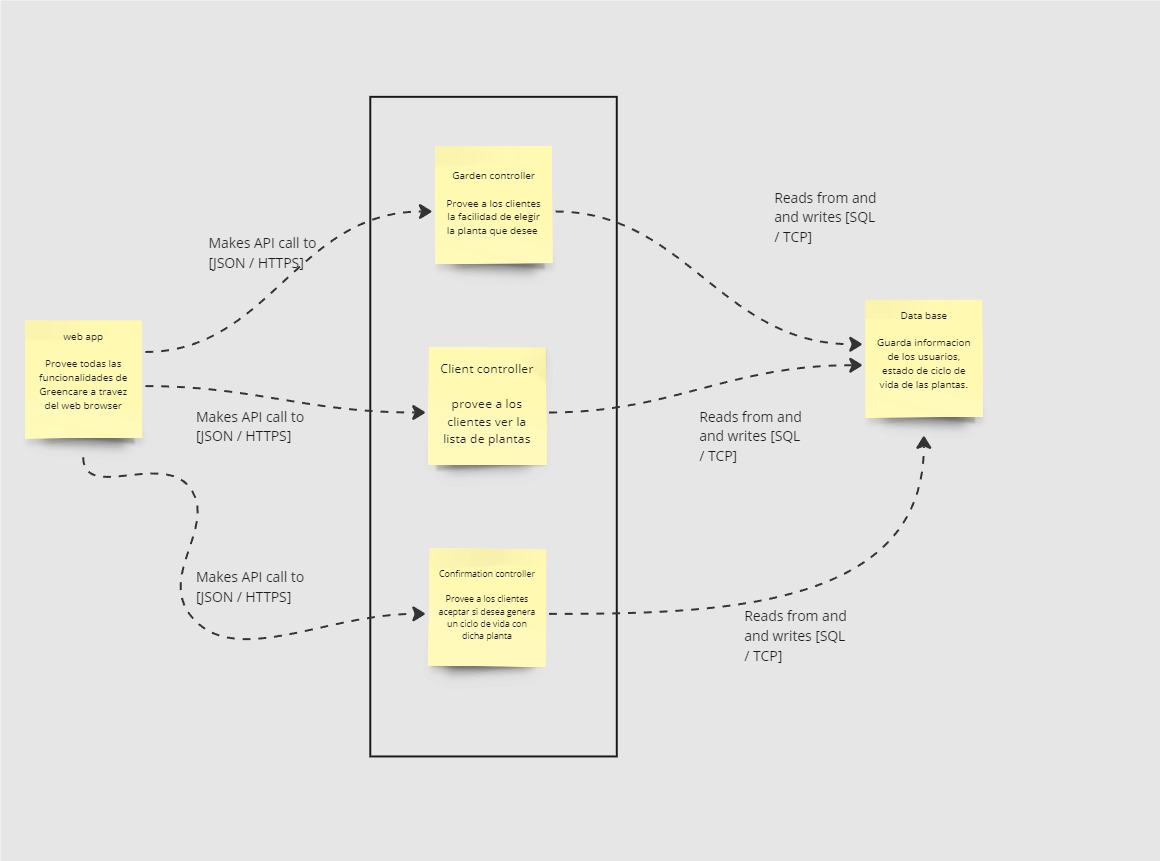 Garden controller
Provee a los clientes
la facilidad de elegir
la planta que desee
Reads from and
and writes [SQL
/ TCP]
Makes API call to
[JSON / HTTPS]
web app
Provee todas las
funcionalidades de
Greencare a travez
del web browser
Data base
Guarda informacion
de los usuarios,
estado de ciclo de
vida de las plantas.
Client controller
provee a los
clientes ver la
lista de plantas
Makes API call to
[JSON / HTTPS]
Reads from and
and writes [SQL
/ TCP]
Confirmation controller
Provee a los clientes
aceptar si desea genera
un ciclo de vida con
dicha planta
Makes API call to
[JSON / HTTPS]
Reads from and
and writes [SQL
/ TCP]